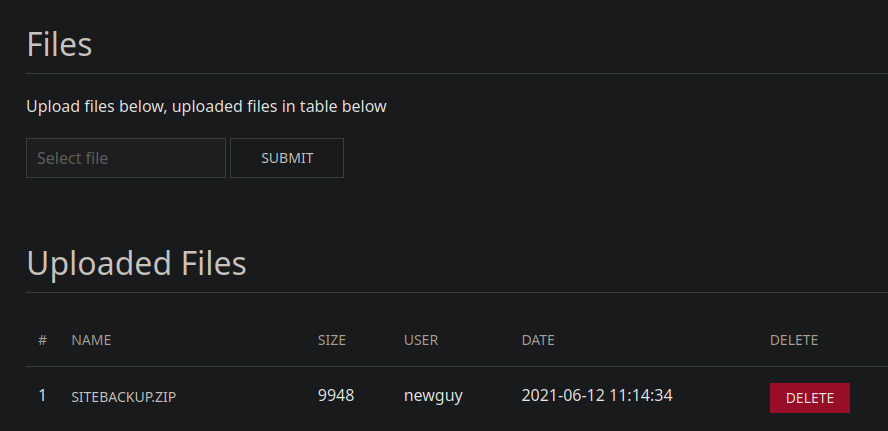 Files
Upload files below, uploaded files in table below
Select file SUBMIT
Uploaded Files
# NAME SIZE USER DATE DELETE
1 SITEBACKUP.ZIP 9948 newguy 2021-06-12 11:14:34 DELETE